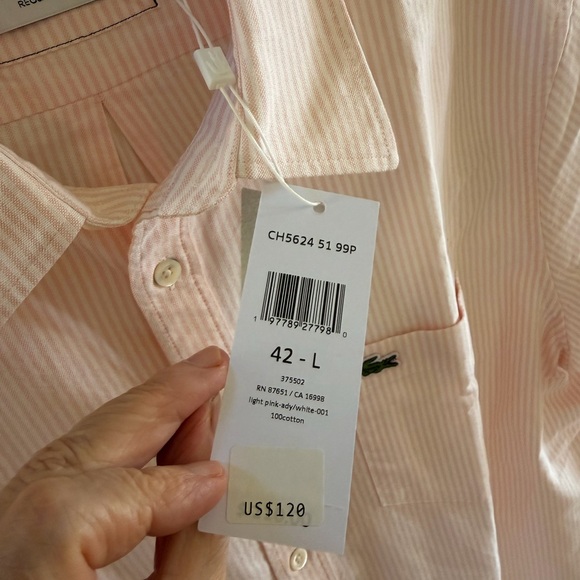 REGU
CH5624 51 99P
1 97789 27798 0
42 - L
375502
RN 87651 / CA 16998
light pink-ady/white-001
100cotton
US$120